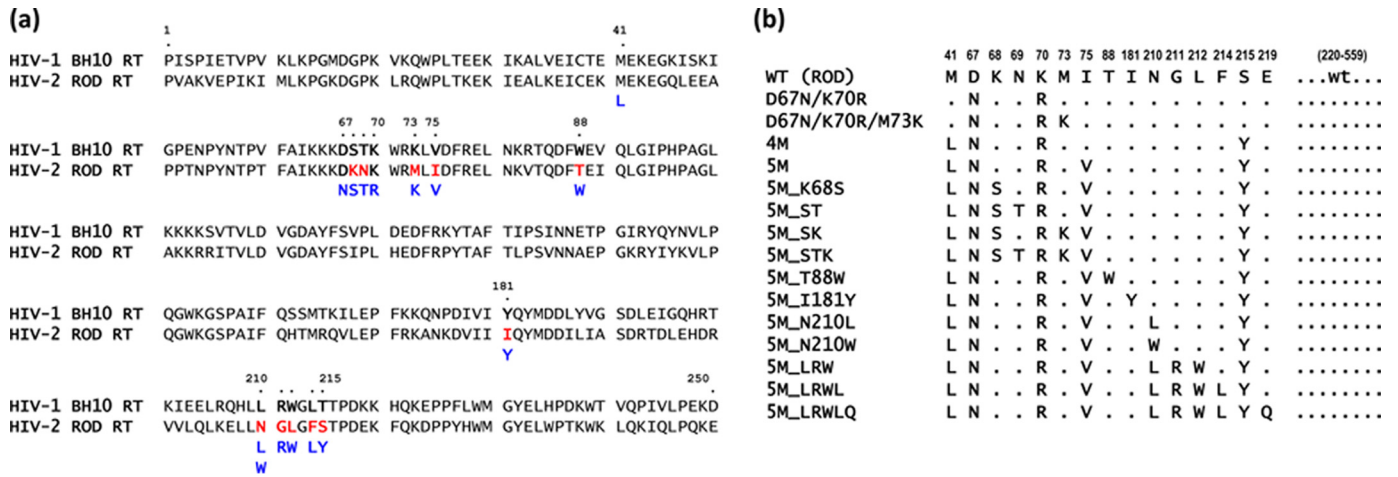 (a)
1 41
HIV-1 BH10 RT PISPIETVPV KLKPGMDGPK VKQWPLTEEK IKALVEICTE MEKEGKISKI
HIV-2 ROD RT PVAKVEPIKI MLKPGKDGPK LRQWPLTKEK IEALKEICEK MEKEGQLEEA
L
67 70 73 75 88
HIV-1 BH10 RT GPENPYNTPV FAIKKKDSTK WRKLVDFREL NKRTQDFWEV QLGIPHPAGL
HIV-2 ROD RT PPTNPYNTPT FAIKKKDKNK WRMLIDFREL NKVTQDFTEI QLGIPHPAGL
NSTR K V W
HIV-1 BH10 RT KKKKSVTVLD VGDAYFSVPL DEDFRKYTAF TIPSINNETP GIRYQYNVLP
HIV-2 ROD RT AKKRRITVLD VGDAYFSIPL HEDFRPYTAF TLPSVNNAEP GKRYIYKVLP
181
HIV-1 BH10 RT QGWKGSPAIF QSSMTKILEP FKKQNPDIVI YQYMDDLYVG SDLEIGQHRT
HIV-2 ROD RT QGWKGSPAIF QHTMRQVLEP FRKANKDVII IQYMDDILIA SDRTDLEHDR
Y
210 215 250
HIV-1 BH10 RT KIEELRQHLL RWGLTTPDKK HQKEPPFLWM GYELHPDKWT VQPIVLPEKD
HIV-2 ROD RT VVLQLKELLN GLGFSTPDEK FQKDPPYHWM GYELWPTKWK LQKIQLPQKE
L RW LY
W
(b)
41 67 68 69 70 73 75 88 181 210 211 212 214 215 219 (220-559)
WT (ROD) M D K N K M I T I N G L F S E ...wt...
D67N/K70R . N . . R . . . . . . . . . . ........
D67N/K70R/M73K . N . . R K . . . . . . . . . ........
4M L N . . R . . . . . . . . Y . ........
5M L N . . R . V . . . . . . Y . ........
5M_K68S L N S . R . V . . . . . . Y . ........
5M_ST L N S T R . V . . . . . . Y . ........
5M_SK L N S . R K V . . . . . . Y . ........
5M_STK L N S T R K V . . . . . . Y . ........
5M_T88W L N . . R . V W . . . . . Y . ........
5M_I181Y L N . . R . V . Y . . . . Y . ........
5M_N210L L N . . R . V . . L . . . Y . ........
5M_N210W L N . . R . V . . W . . . Y . ........
5M_LRW L N . . R . V . . L R W . Y . ........
5M_LRWL L N . . R . V . . L R W L Y . ........
5M_LRWLQ L N . . R . V . . L R W L Y Q ........